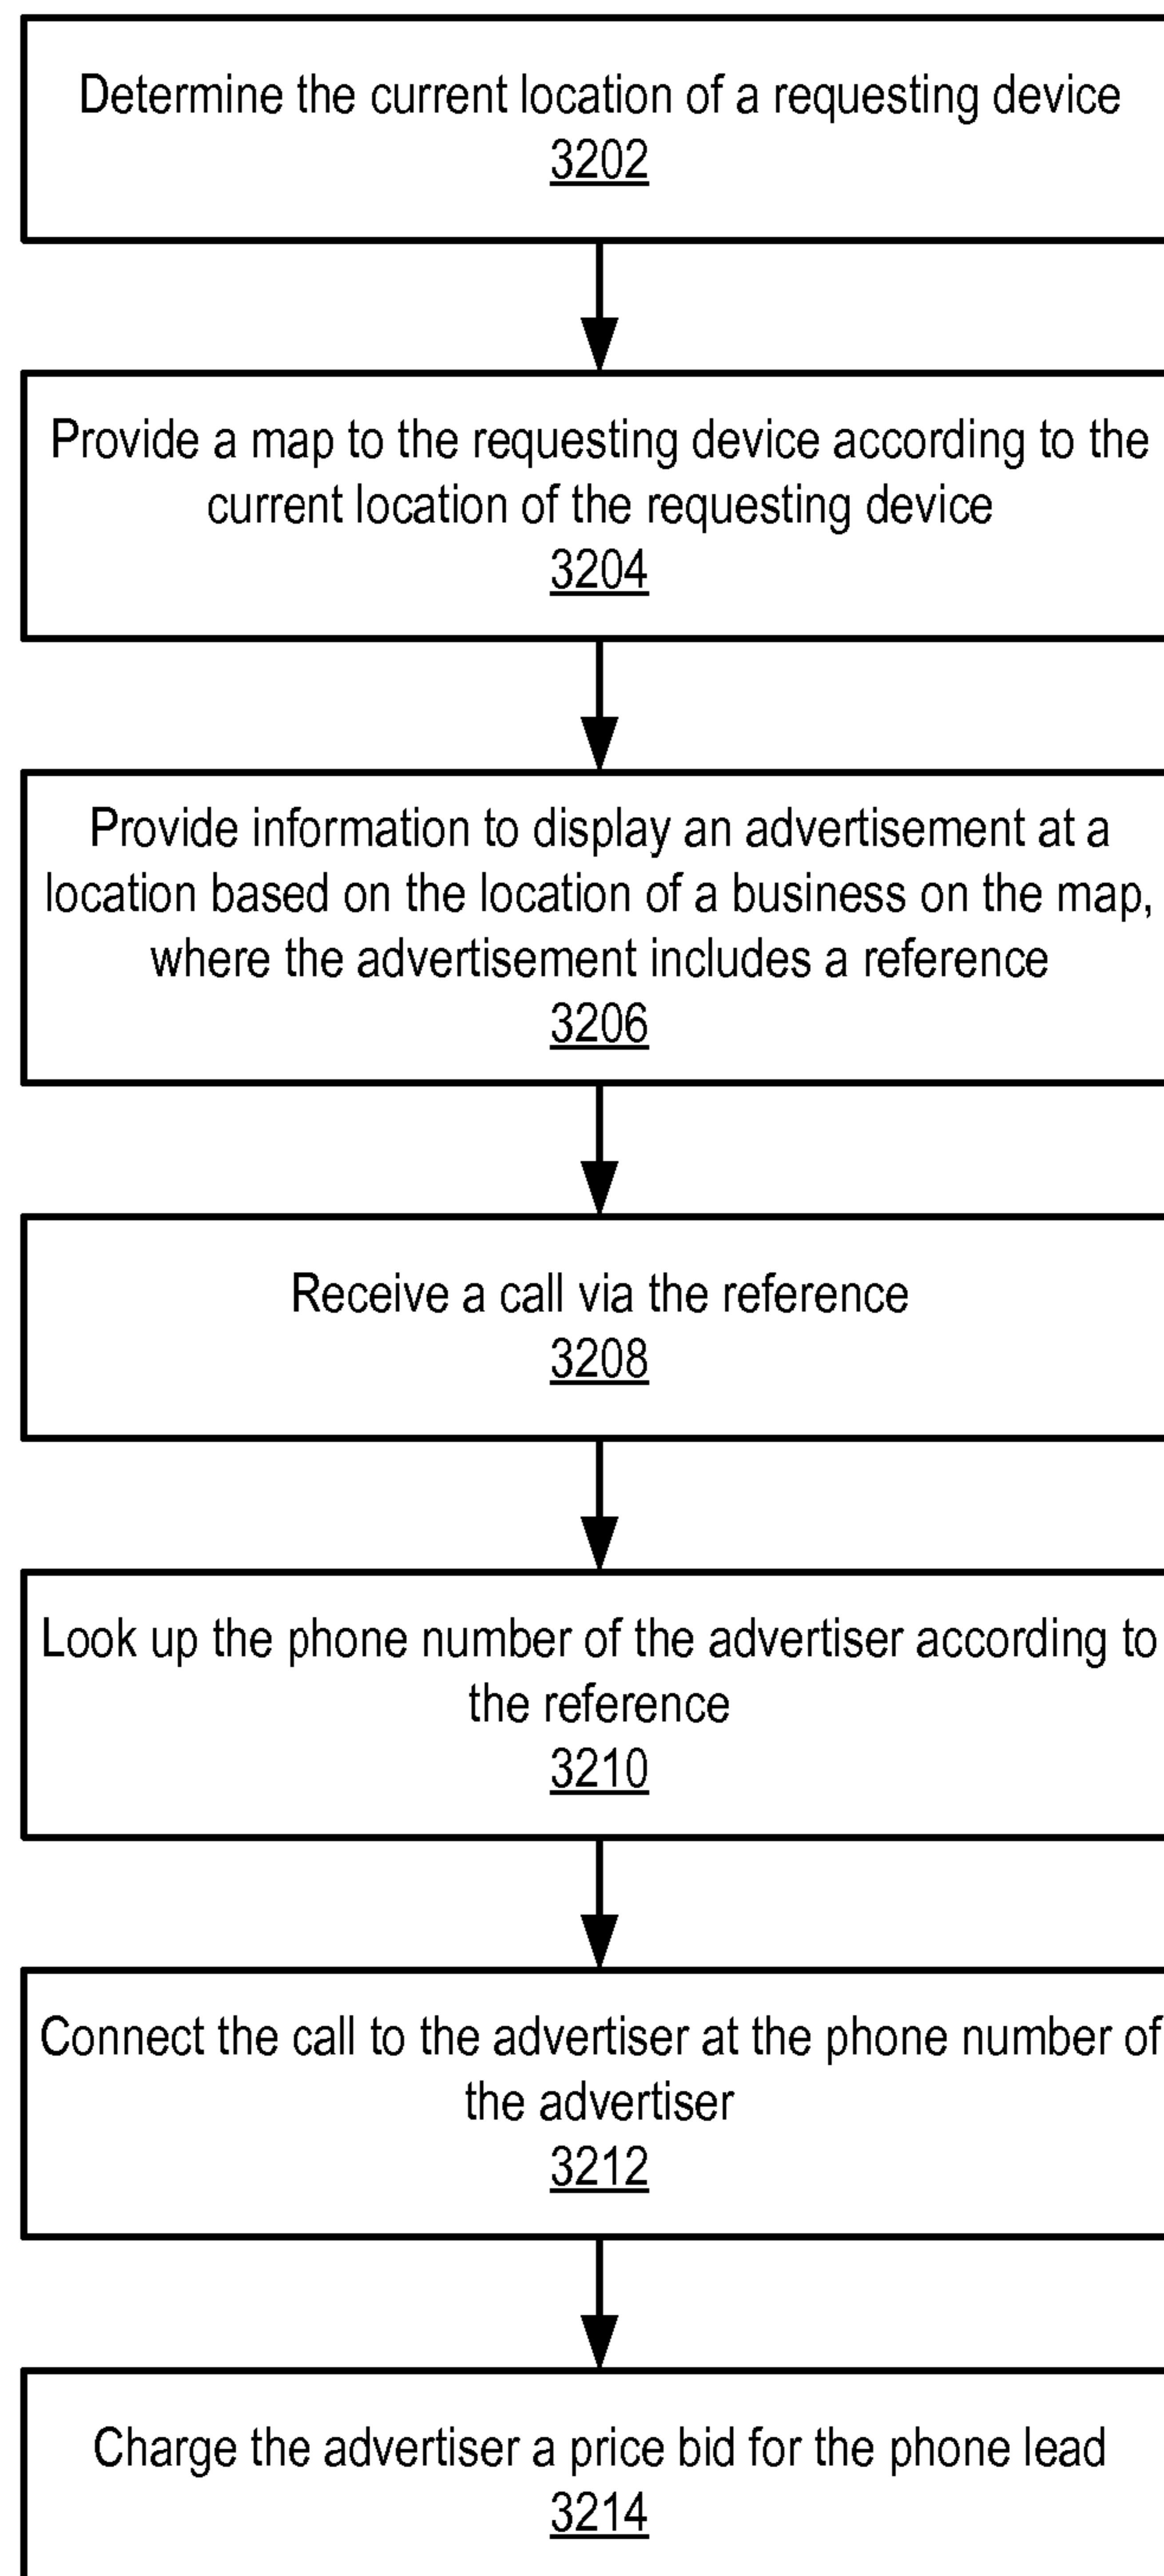 Determine the current location of a requesting device
3202
Provide a map to the requesting device according to the
current location of the requesting device
3204
Provide information to display an advertisement at a
location based on the location of a business on the map,
where the advertisement includes a reference
3206
Receive a call via the reference
3208
Look up the phone number of the advertiser according to
the reference
3210
Connect the call to the advertiser at the phone number of
the advertiser
3212
Charge the advertiser a price bid for the phone lead
3214